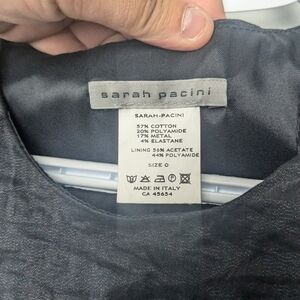 sarah pacini
SARAH-PACINI
57% COTTON
20% POLYAMIDE
17% METAL
4% ELASTANE
LINING 56% ACETATE
44% POLYAMIDE
SIZE 0
MADE IN ITALY
CA 45654